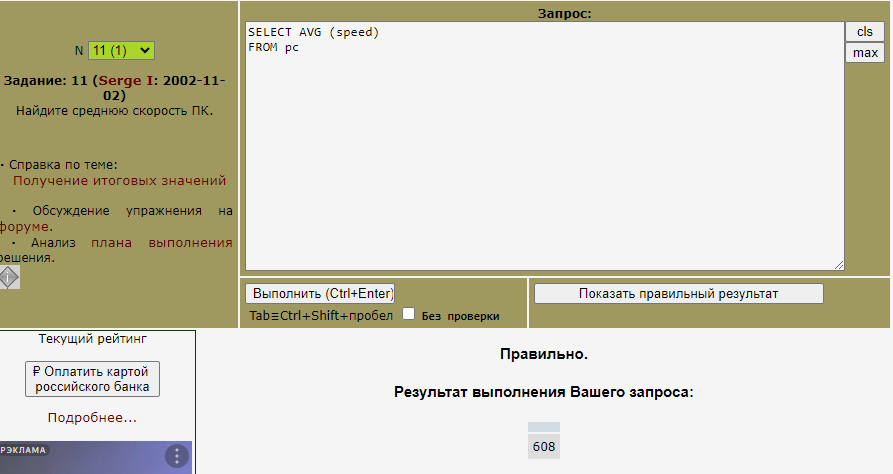 N 11 (1)
Задание: 11 (Serge I: 2002-11-
02)
Найдите среднюю скорость ПК.
· Справка по теме:
Получение итоговых значений
· Обсуждение упражнения на
форуме.
· Анализ плана выполнения
решения.
Запрос:
SELECT AVG (speed)
FROM pc
cls
max
Выполнить (Ctrl+Enter)
Tab≡Ctrl+Shift+пробел Без проверки
Показать правильный результат
Текущий рейтинг
₽ Оплатить картой
российского банка
Подробнее...
РЭКЛАМА
Правильно.
Результат выполнения Вашего запроса:
608